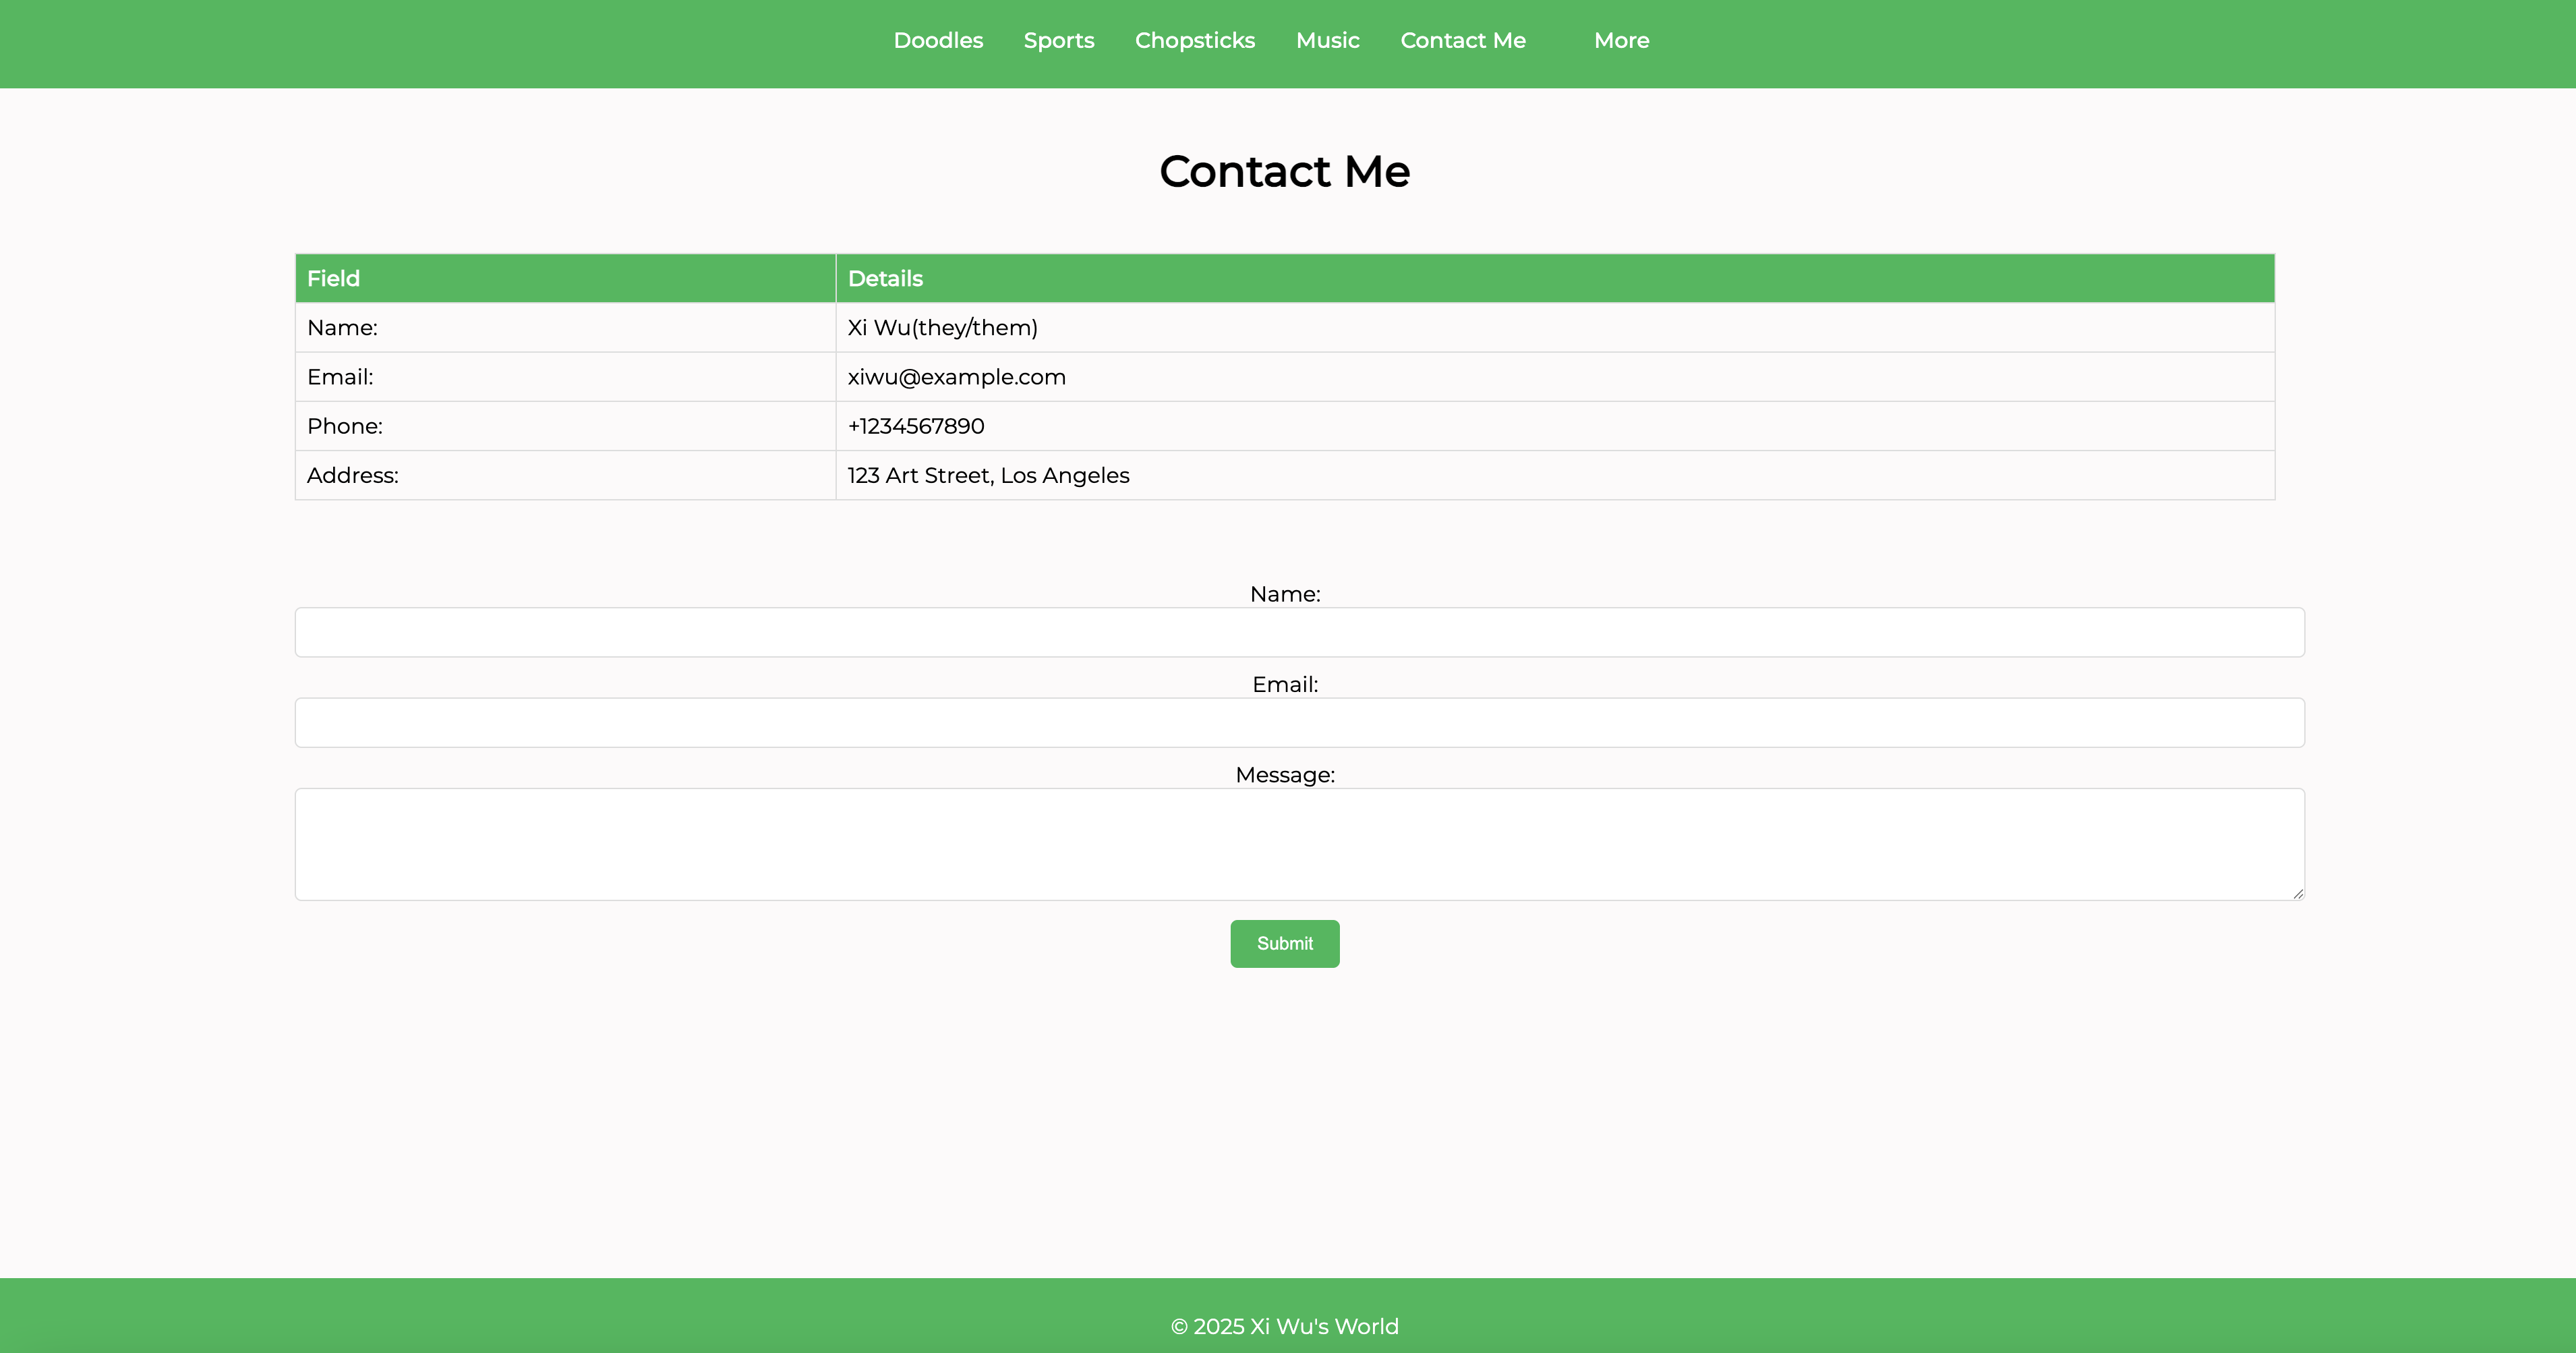 Doodles Sports Chopsticks Music Contact Me More
Contact Me
Field Details
Name: Xi Wu(they/them)
Email: xiwu@example.com
Phone: +1234567890
Address: 123 Art Street, Los Angeles
Name:
Email:
Message:
Submit
© 2025 Xi Wu's World